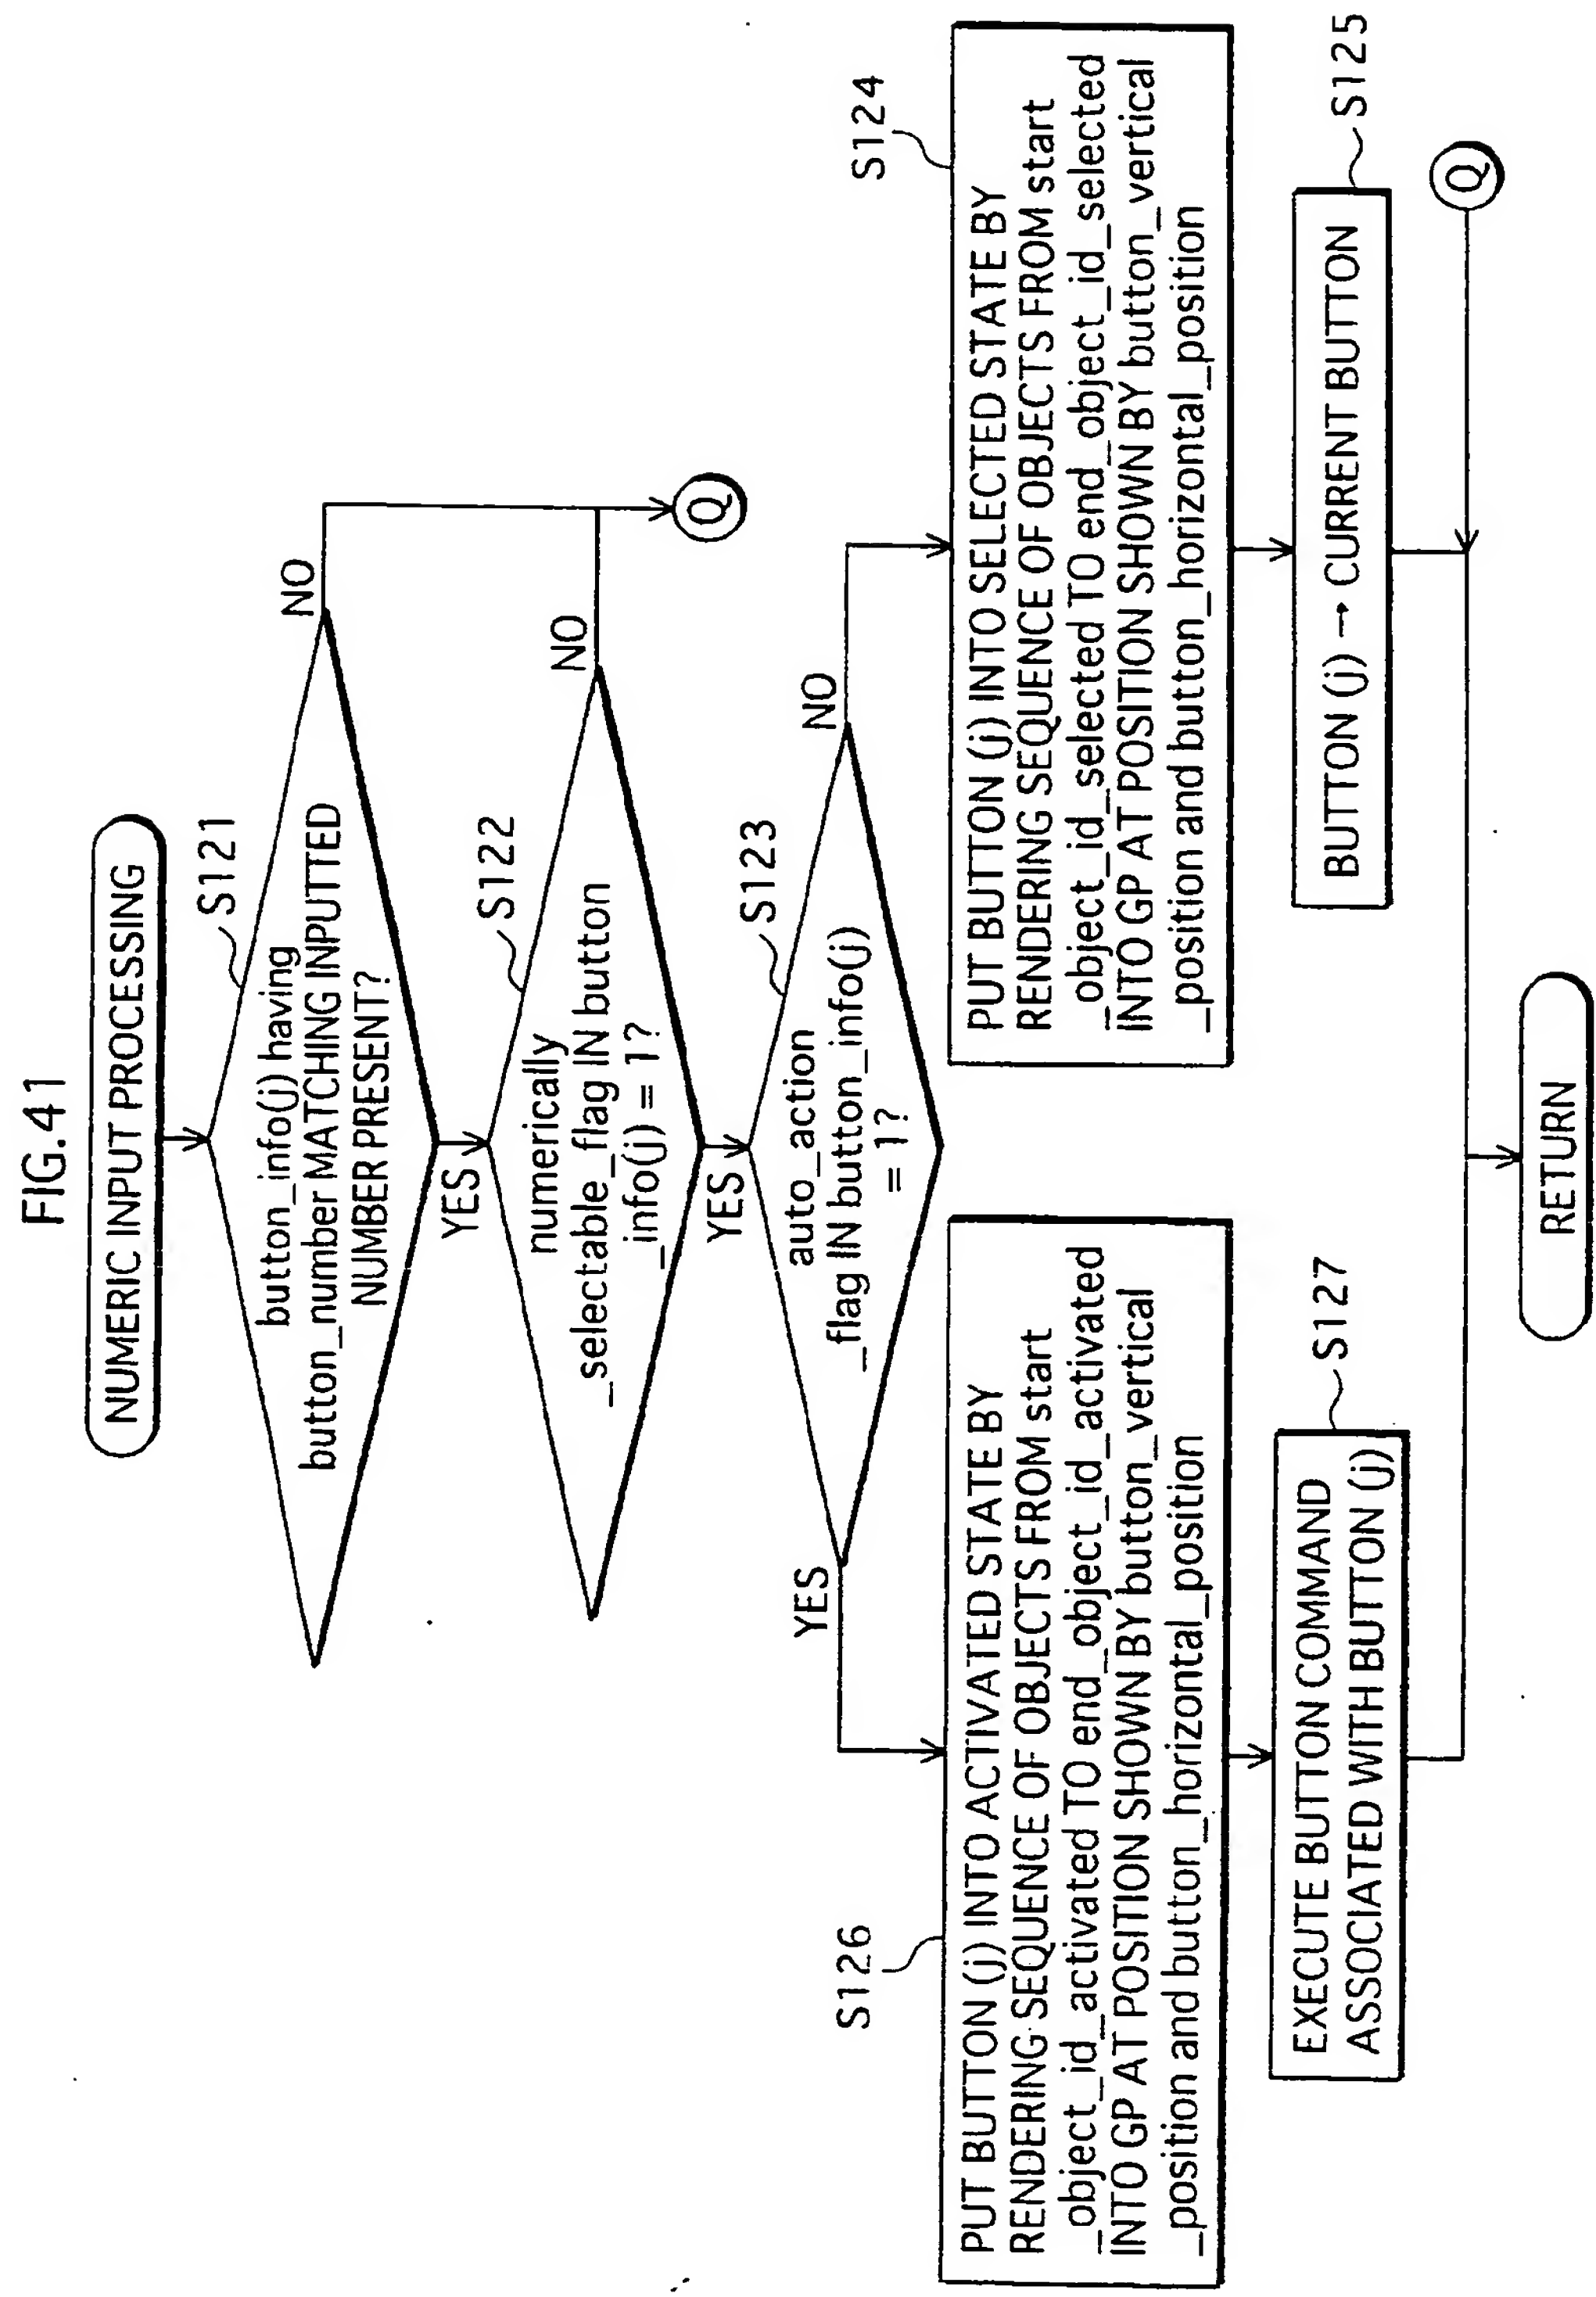 FIG.41
NUMERIC INPUT PROCESSING
S121
button_info(j) having
button_number MATCHING INPUTTED
NUMBER PRESENT?
NO
YES
S122
numerically
_selectable_flag IN button
_info(j) = 1?
NO
Q
YES
S123
auto_action
_flag IN button_info(j)
= 1?
YES
NO
S126
PUT BUTTON (j) INTO ACTIVATED STATE BY
RENDERING SEQUENCE OF OBJECTS FROM start
_object_id_activated TO end_object_id_activated
INTO GP AT POSITION SHOWN BY button_vertical
_position and button_horizontal_position
S124
PUT BUTTON (j) INTO SELECTED STATE BY
RENDERING SEQUENCE OF OBJECTS FROM start
_object_id_selected TO end_object_id_selected
INTO GP AT POSITION SHOWN BY button_vertical
_position and button_horizontal_position
S127
EXECUTE BUTTON COMMAND
ASSOCIATED WITH BUTTON (j)
S125
BUTTON (j) → CURRENT BUTTON
Q
RETURN